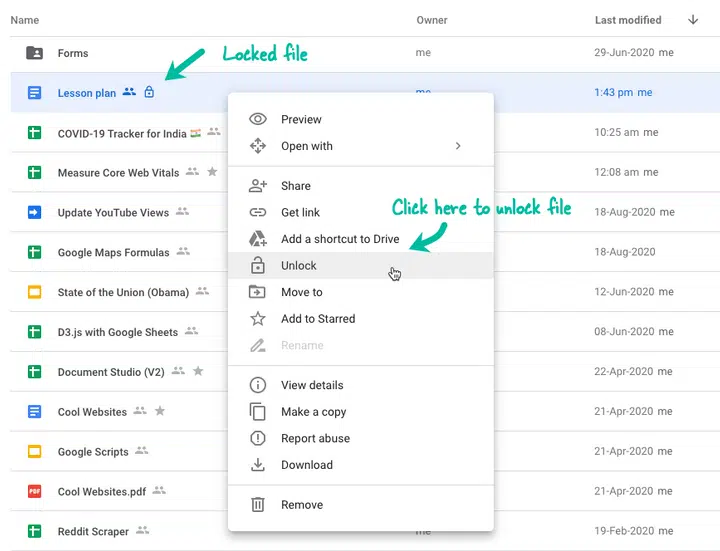 Name Owner Last modified
Locked file
Forms me 29-Jun-2020 me
Lesson plan me 1:43 pm me
COVID-19 Tracker for India 🇮🇳 10:25 am me
Measure Core Web Vitals 12:08 am me
Update YouTube Views 18-Aug-2020 me
Google Maps Formulas 18-Aug-2020
State of the Union (Obama) 12-Jun-2020 me
D3.js with Google Sheets 08-Jun-2020 me
Document Studio (V2) 22-Apr-2020 me
Cool Websites 21-Apr-2020 me
Google Scripts 21-Apr-2020 me
PDF Cool Websites.pdf 21-Apr-2020 me
Reddit Scraper me 19-Feb-2020 me
Preview
Open with
Share
Get link
Click here to unlock file
Add a shortcut to Drive
Unlock
Move to
Add to Starred
Rename
View details
Make a copy
Report abuse
Download
Remove